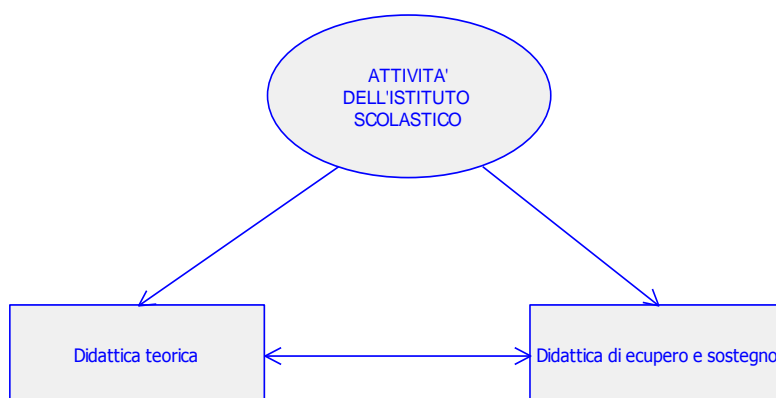 ATTIVITA'
DELL'ISTITUTO
SCOLASTICO
Didattica teorica
Didattica di ecupero e sostegno